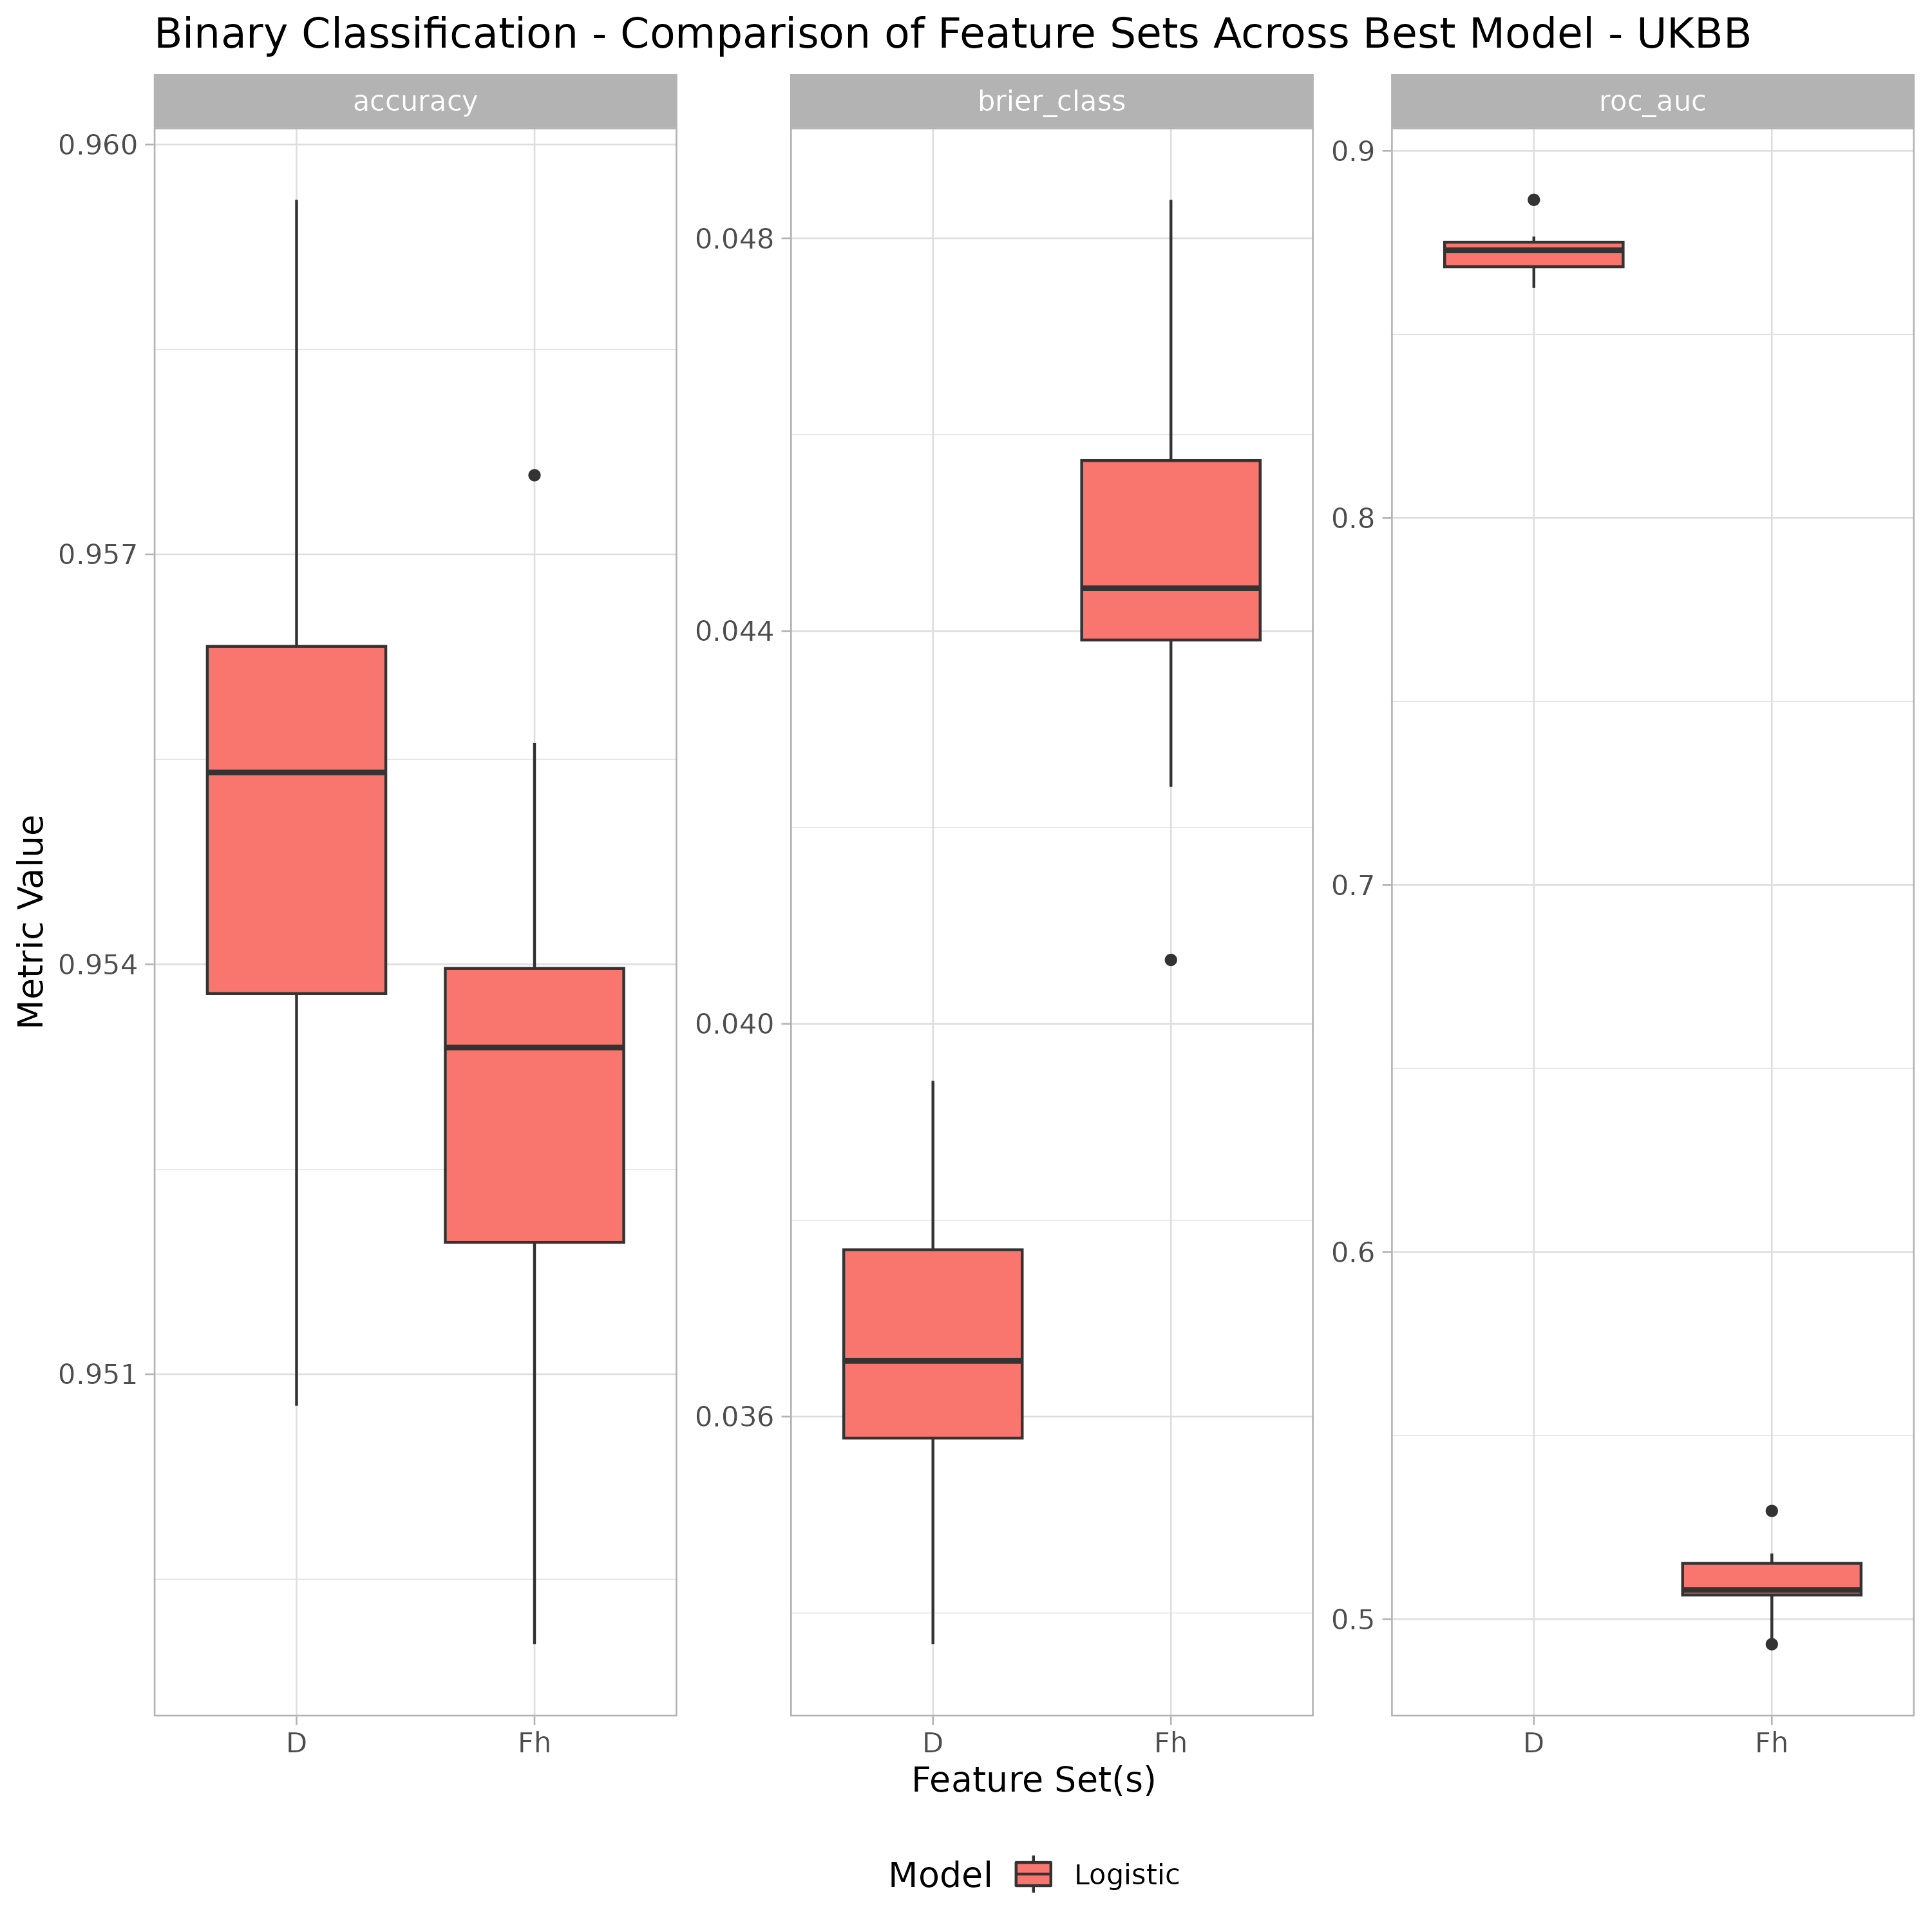 Binary Classification - Comparison of Feature Sets Across Best Model - UKBB
accuracy
brier_class
roc_auc
Metric Value
0.960
0.957
0.954
0.951
0.048
0.044
0.040
0.036
0.9
0.8
0.7
0.6
0.5
D
Fh
D
Fh
D
Fh
Feature Set(s)
Model
Logistic